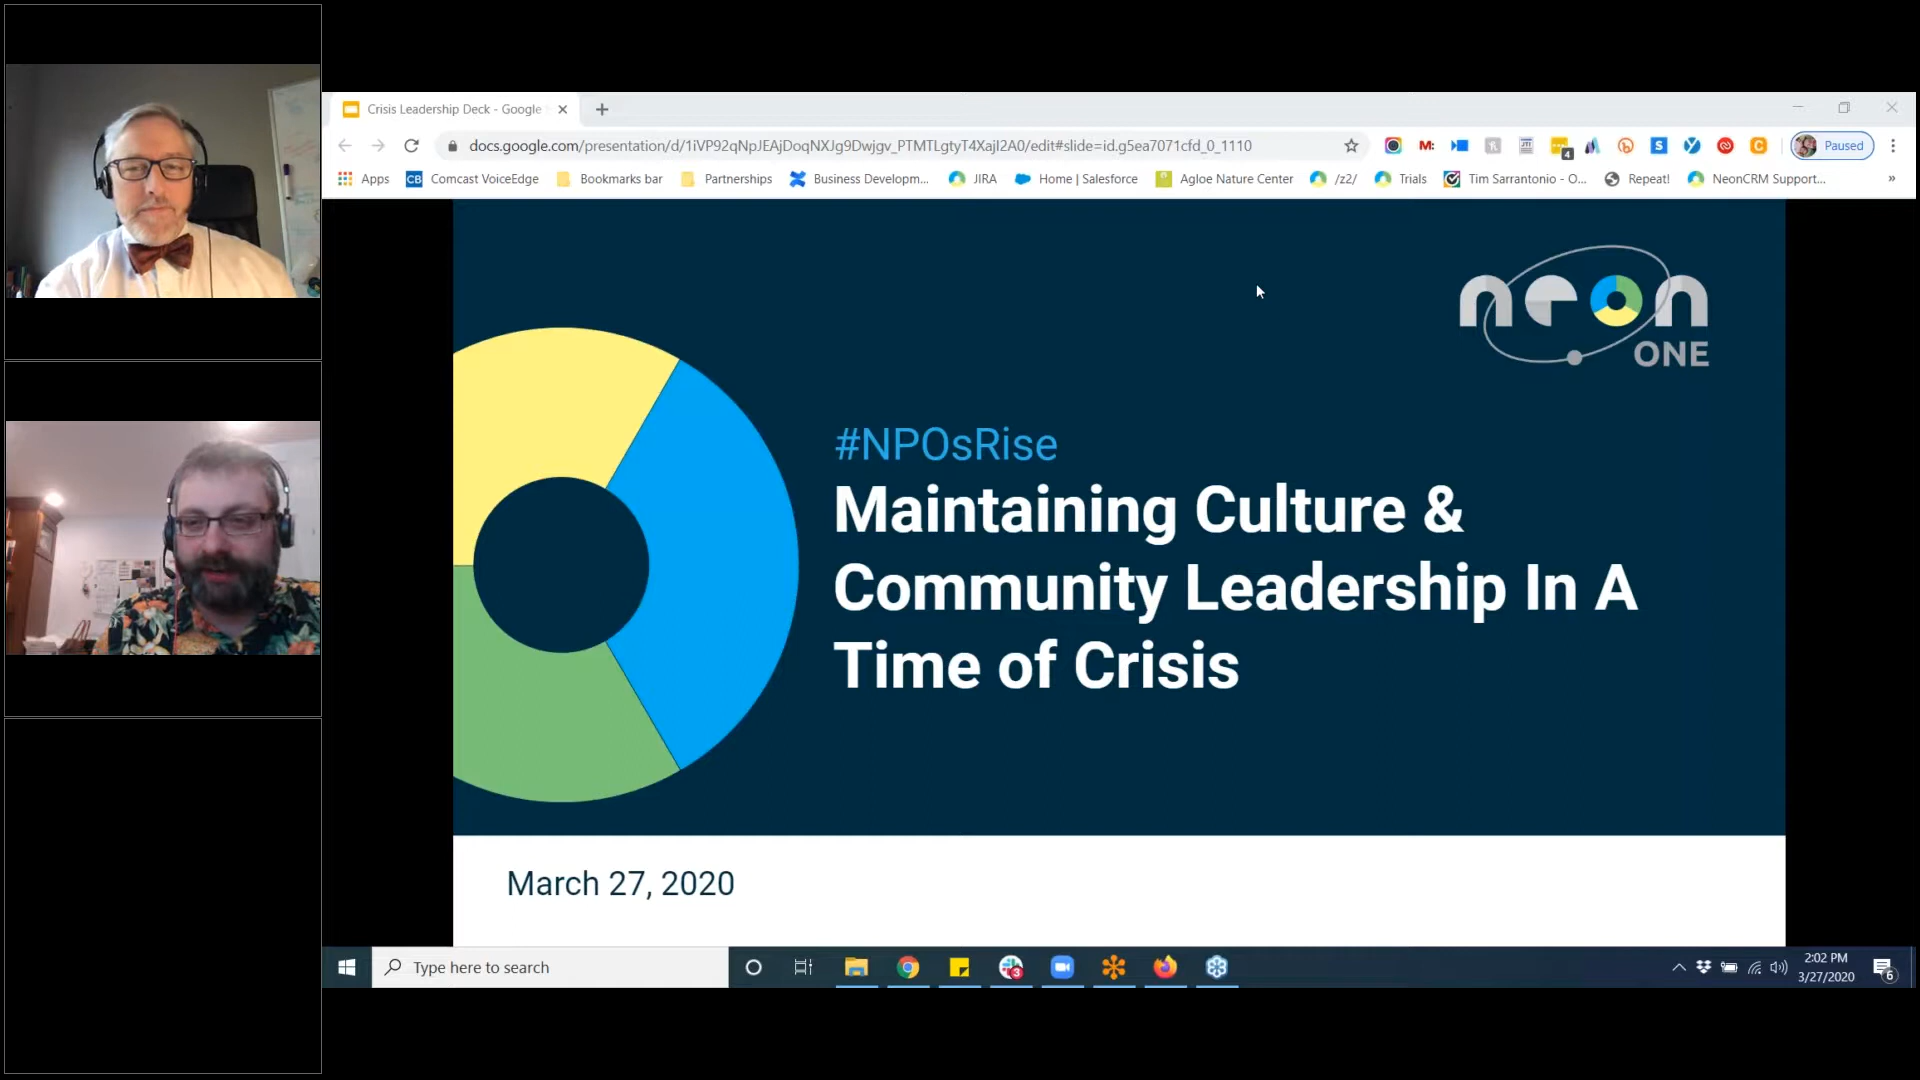 Crisis Leadership Deck - Google
docs.google.com/presentation/d/1iVP92qNpJEAjDoqNXJg9Dwjgv_PTMTLgtyT4XajI2A0/edit#slide=id.g5ea7071cfd_0_1110
Paused
Apps
Comcast VoiceEdge
Bookmarks bar
Partnerships
Business Developm...
JIRA
Home | Salesforce
Agloe Nature Center
/z2/
Trials
Tim Sarrantonio - O...
Repeat!
NeonCRM Support...
»
neon
ONE
#NPOsRise
Maintaining Culture &
Community Leadership In A
Time of Crisis
March 27, 2020
Type here to search
2:02 PM
3/27/2020
6